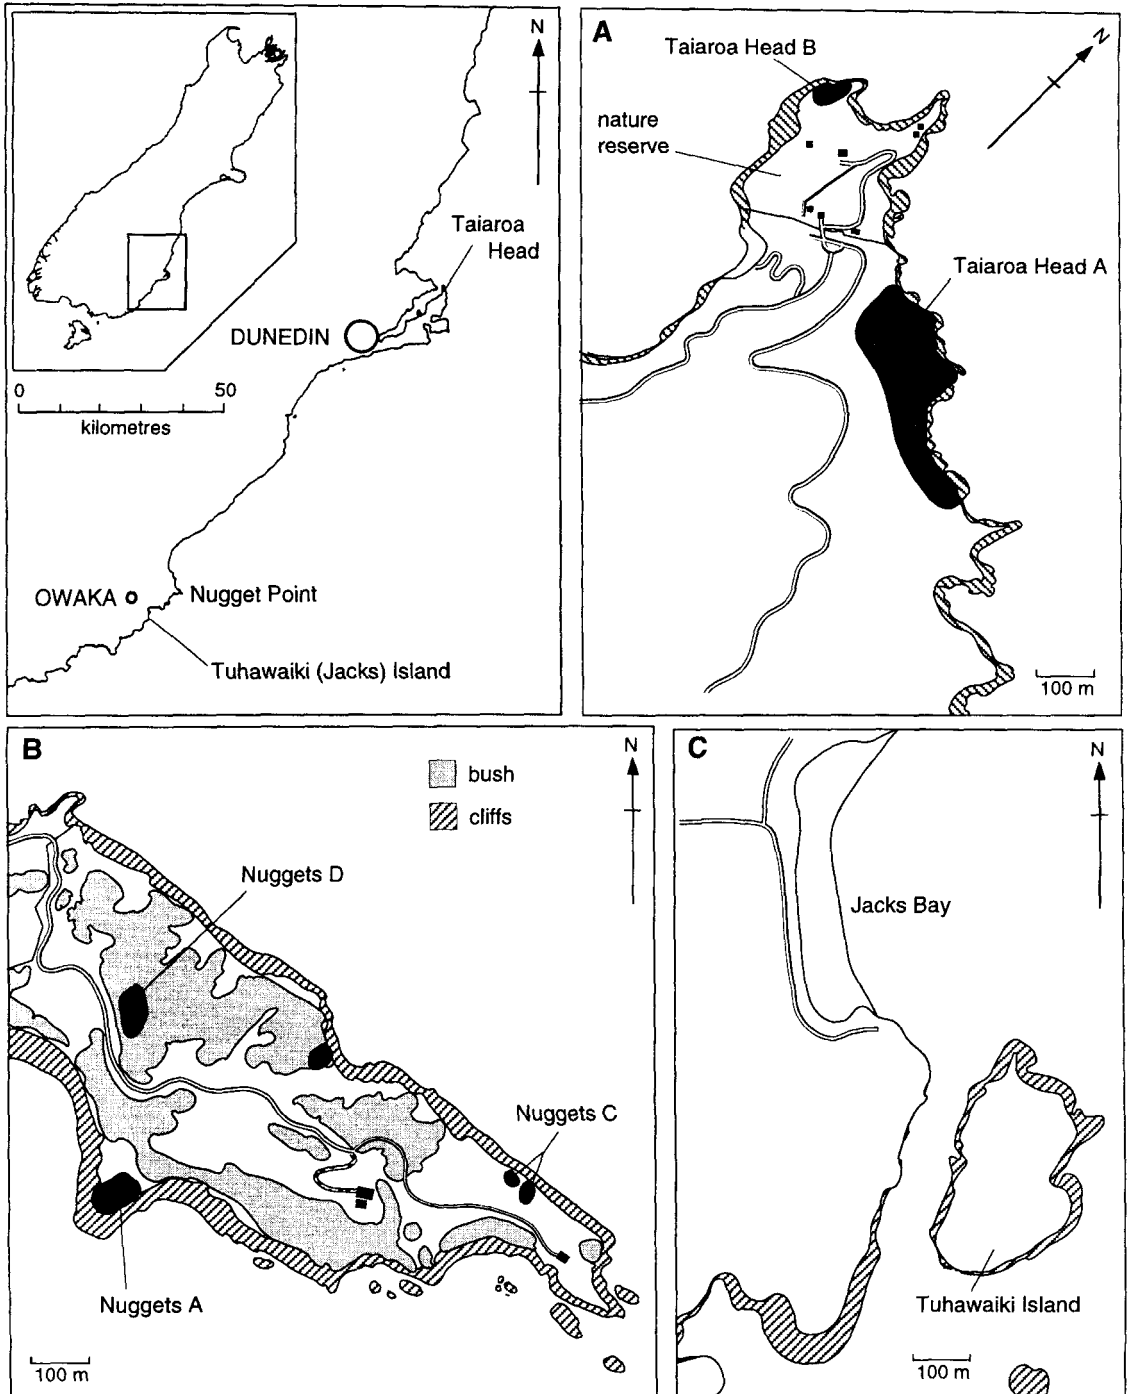 N
Taiaroa
Head
DUNEDIN
0 50
kilometres
OWAKA
Nugget Point
Tuhawaiki (Jacks) Island
A
Taiaroa Head B
N
nature
reserve
Taiaroa Head A
100 m
B
N
bush
cliffs
Nuggets D
Nuggets C
Nuggets A
100 m
C
N
Jacks Bay
Tuhawaiki Island
100 m